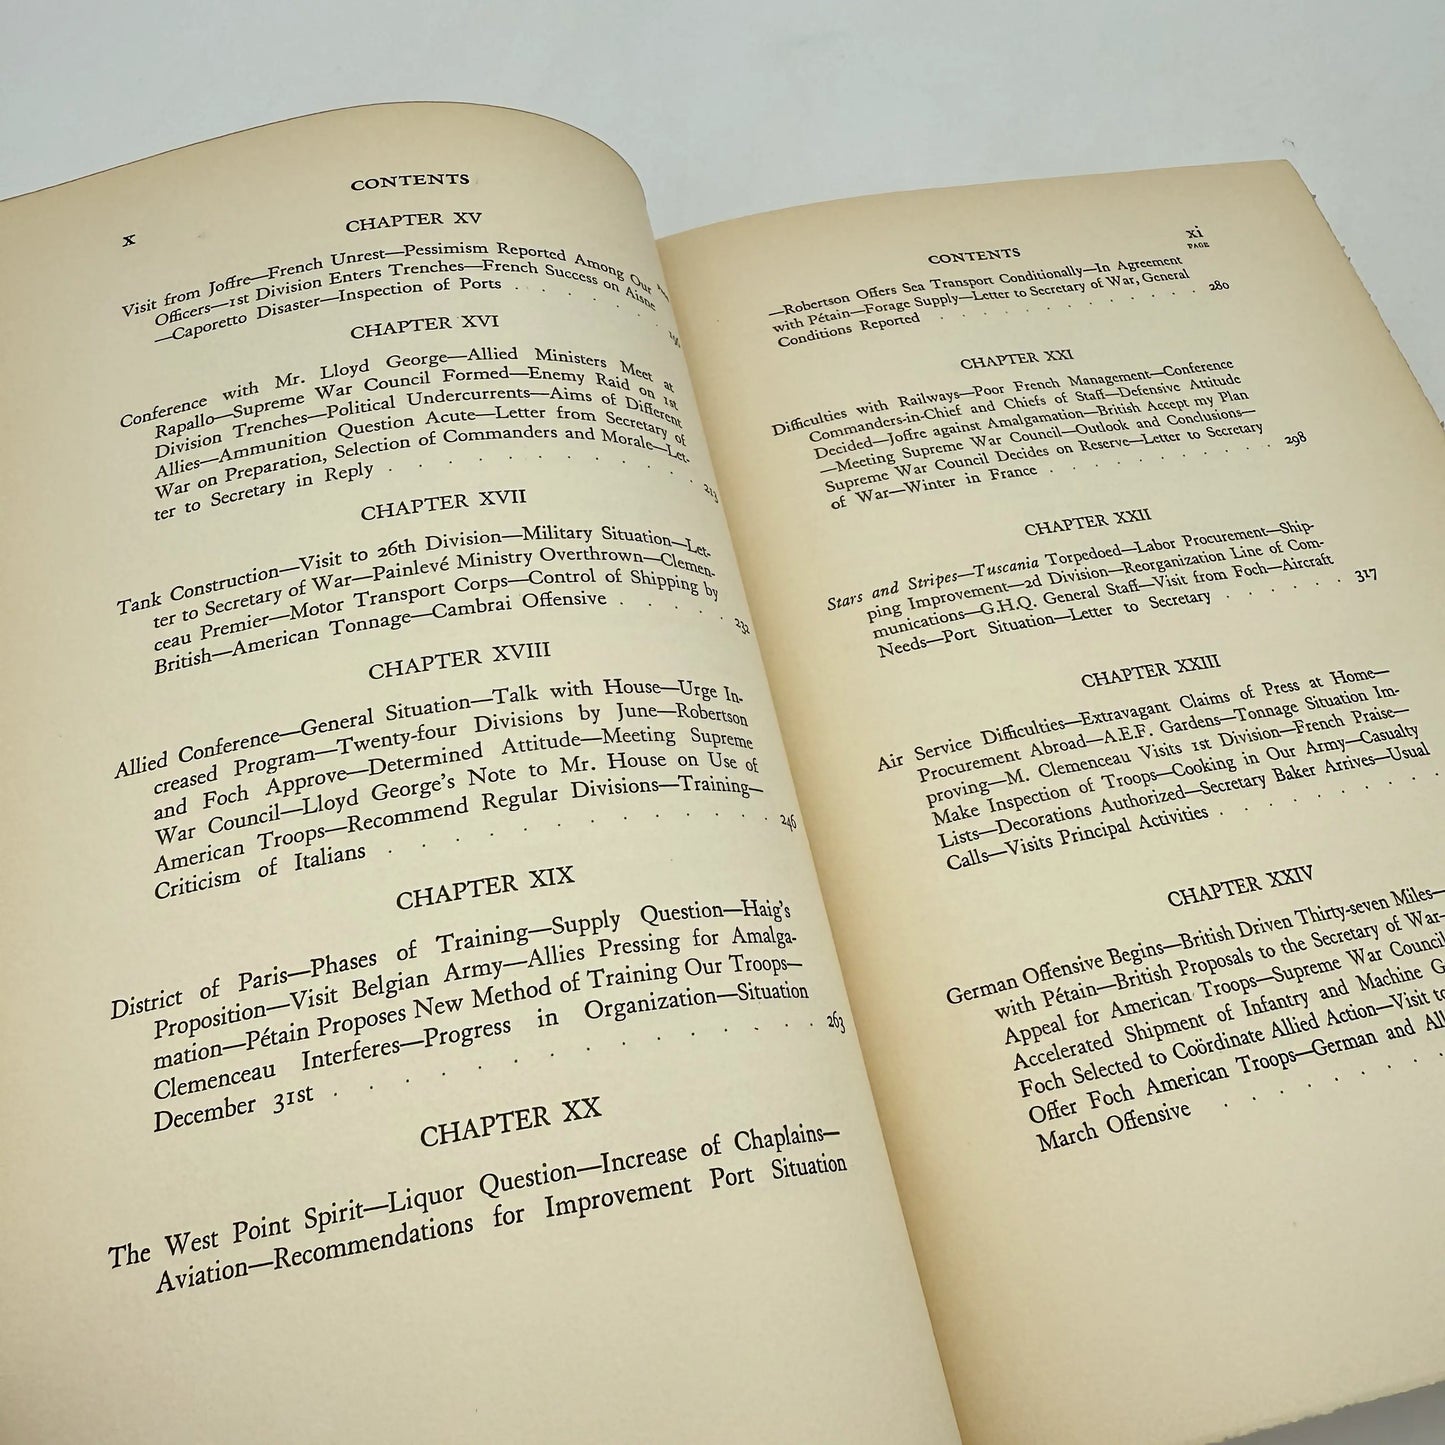 x
CONTENTS
CHAPTER XV
Visit from Joffre—French Unrest—Pessimism Reported Among Our
Officers—1st Division Enters Trenches—French Success on Aisne
—Caporetto Disaster—Inspection of Ports . . . . . . .
CHAPTER XVI
Conference with Mr. Lloyd George—Allied Ministers Meet at
Rapallo—Supreme War Council Formed—Enemy Raid on 1st
Division Trenches—Political Undercurrents—Aims of Different
Allies—Ammunition Question Acute—Letter from Secretary of
War on Preparation, Selection of Commanders and Morale—Let-
ter to Secretary in Reply . . . . . . . . . . . 213
CHAPTER XVII
Tank Construction—Visit to 26th Division—Military Situation—Let-
ter to Secretary of War—Painlevé Ministry Overthrown—Clemen-
ceau Premier—Motor Transport Corps—Control of Shipping by
British—American Tonnage—Cambrai Offensive . . . . . 232
CHAPTER XVIII
Allied Conference—General Situation—Talk with House—Urge In-
creased Program—Twenty-four Divisions by June—Robertson
and Foch Approve—Determined Attitude—Meeting Supreme
War Council—Lloyd George's Note to Mr. House on Use of
American Troops—Recommend Regular Divisions—Training—
Criticism of Italians . . . . . . . . . . . . 246
CHAPTER XIX
District of Paris—Phases of Training—Supply Question—Haig's
Proposition—Visit Belgian Army—Allies Pressing for Amalga-
mation—Pétain Proposes New Method of Training Our Troops—
Clemenceau Interferes—Progress in Organization—Situation
December 31st . . . . . . . . . . . . . . 263
CHAPTER XX
The West Point Spirit—Liquor Question—Increase of Chaplains—
Aviation—Recommendations for Improvement Port Situation
CONTENTS
xi
PAGE
—Robertson Offers Sea Transport Conditionally—In Agreement
with Pétain—Forage Supply—Letter to Secretary of War, General
Conditions Reported . . . . . . . . . . . . 280
CHAPTER XXI
Difficulties with Railways—Poor French Management—Conference
Commanders-in-Chief and Chiefs of Staff—Defensive Attitude
Decided—Joffre against Amalgamation—British Accept my Plan
—Meeting Supreme War Council—Outlook and Conclusions—
Supreme War Council Decides on Reserve—Letter to Secretary
of War—Winter in France . . . . . . . . . . . 298
CHAPTER XXII
Stars and Stripes—Tuscania Torpedoed—Labor Procurement—Ship-
ping Improvement—2d Division—Reorganization Line of Com-
munications—G.H.Q. General Staff—Visit from Foch—Aircraft
Needs—Port Situation—Letter to Secretary . . . . . . 317
CHAPTER XXIII
Air Service Difficulties—Extravagant Claims of Press at Home—
Procurement Abroad—A.E.F. Gardens—Tonnage Situation Im-
proving—M. Clemenceau Visits 1st Division—French Praise—
Make Inspection of Troops—Cooking in Our Army—Casualty
Lists—Decorations Authorized—Secretary Baker Arrives—Usual
Calls—Visits Principal Activities . . . . . . . .
CHAPTER XXIV
German Offensive Begins—British Driven Thirty-seven Miles—
with Pétain—British Proposals to the Secretary of War—
Appeal for American Troops—Supreme War Council
Accelerated Shipment of Infantry and Machine
Foch Selected to Coördinate Allied Action—Visit to
Offer Foch American Troops—German and
March Offensive . . . . . . .